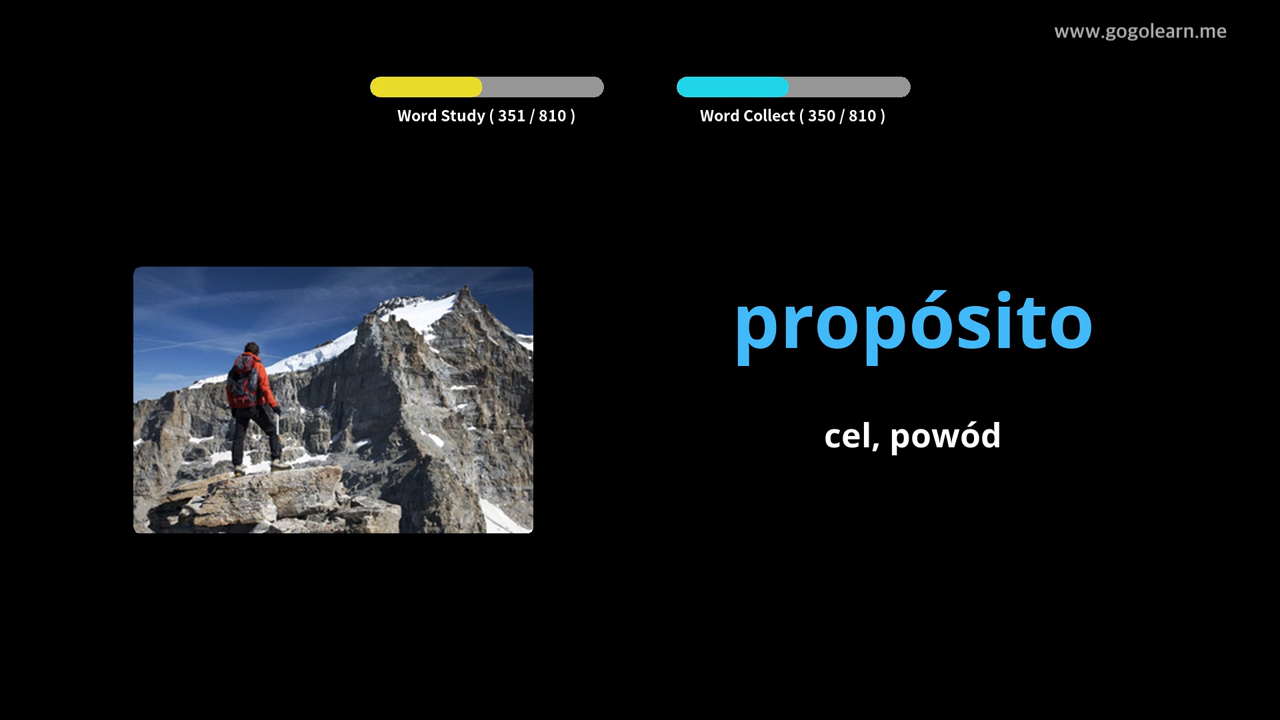 www.gogolearn.me
Word Study ( 351 / 810 )
Word Collect ( 350 / 810 )
propósito
cel, powód